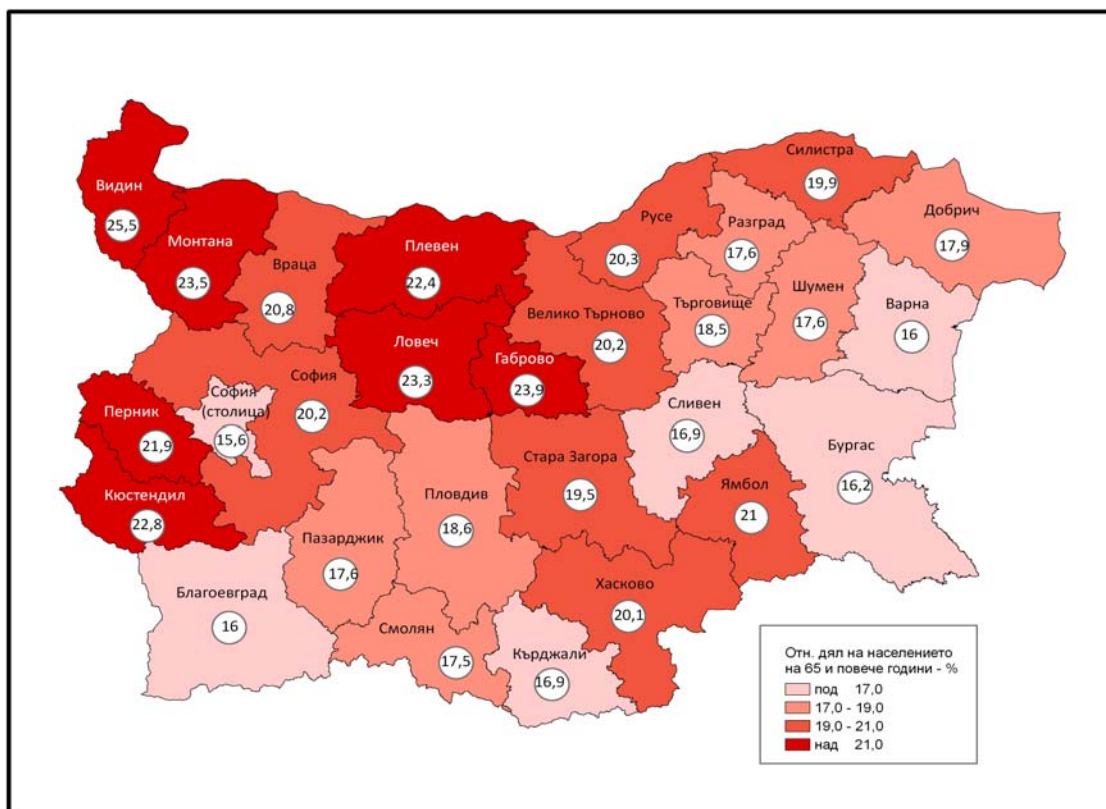 Видин
25,5
Монтана
23,5
Враца
20,8
Плевен
22,4
Ловеч
23,3
Габрово
23,9
Велико Търново
20,2
Русе
20,3
Силистра
19,9
Разград
17,6
Добрич
17,9
Търговище
18,5
Шумен
17,6
Варна
16
София
20,2
София
(столица)
15,6
Перник
21,9
Кюстендил
22,8
Благоевград
16
Пазарджик
17,6
Пловдив
18,6
Смолян
17,5
Стара Загора
19,5
Сливен
16,9
Бургас
16,2
Ямбол
21
Хасково
20,1
Кърджали
16,9
Отн. дял на населението
на 65 и повече години - %
под 17,0
17,0 - 19,0
19,0 - 21,0
над 21,0